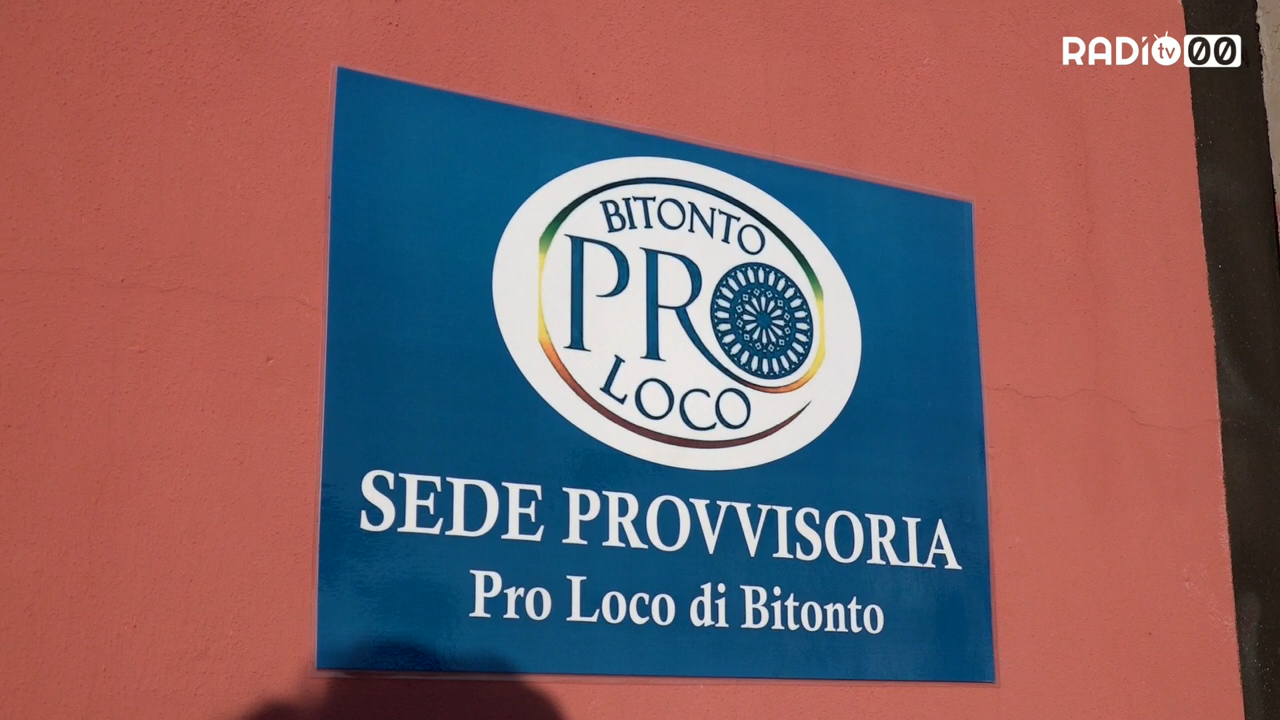 RADIO tv 00
BITONTO
PRO
LOCO
SEDE PROVVISORIA
Pro Loco di Bitonto